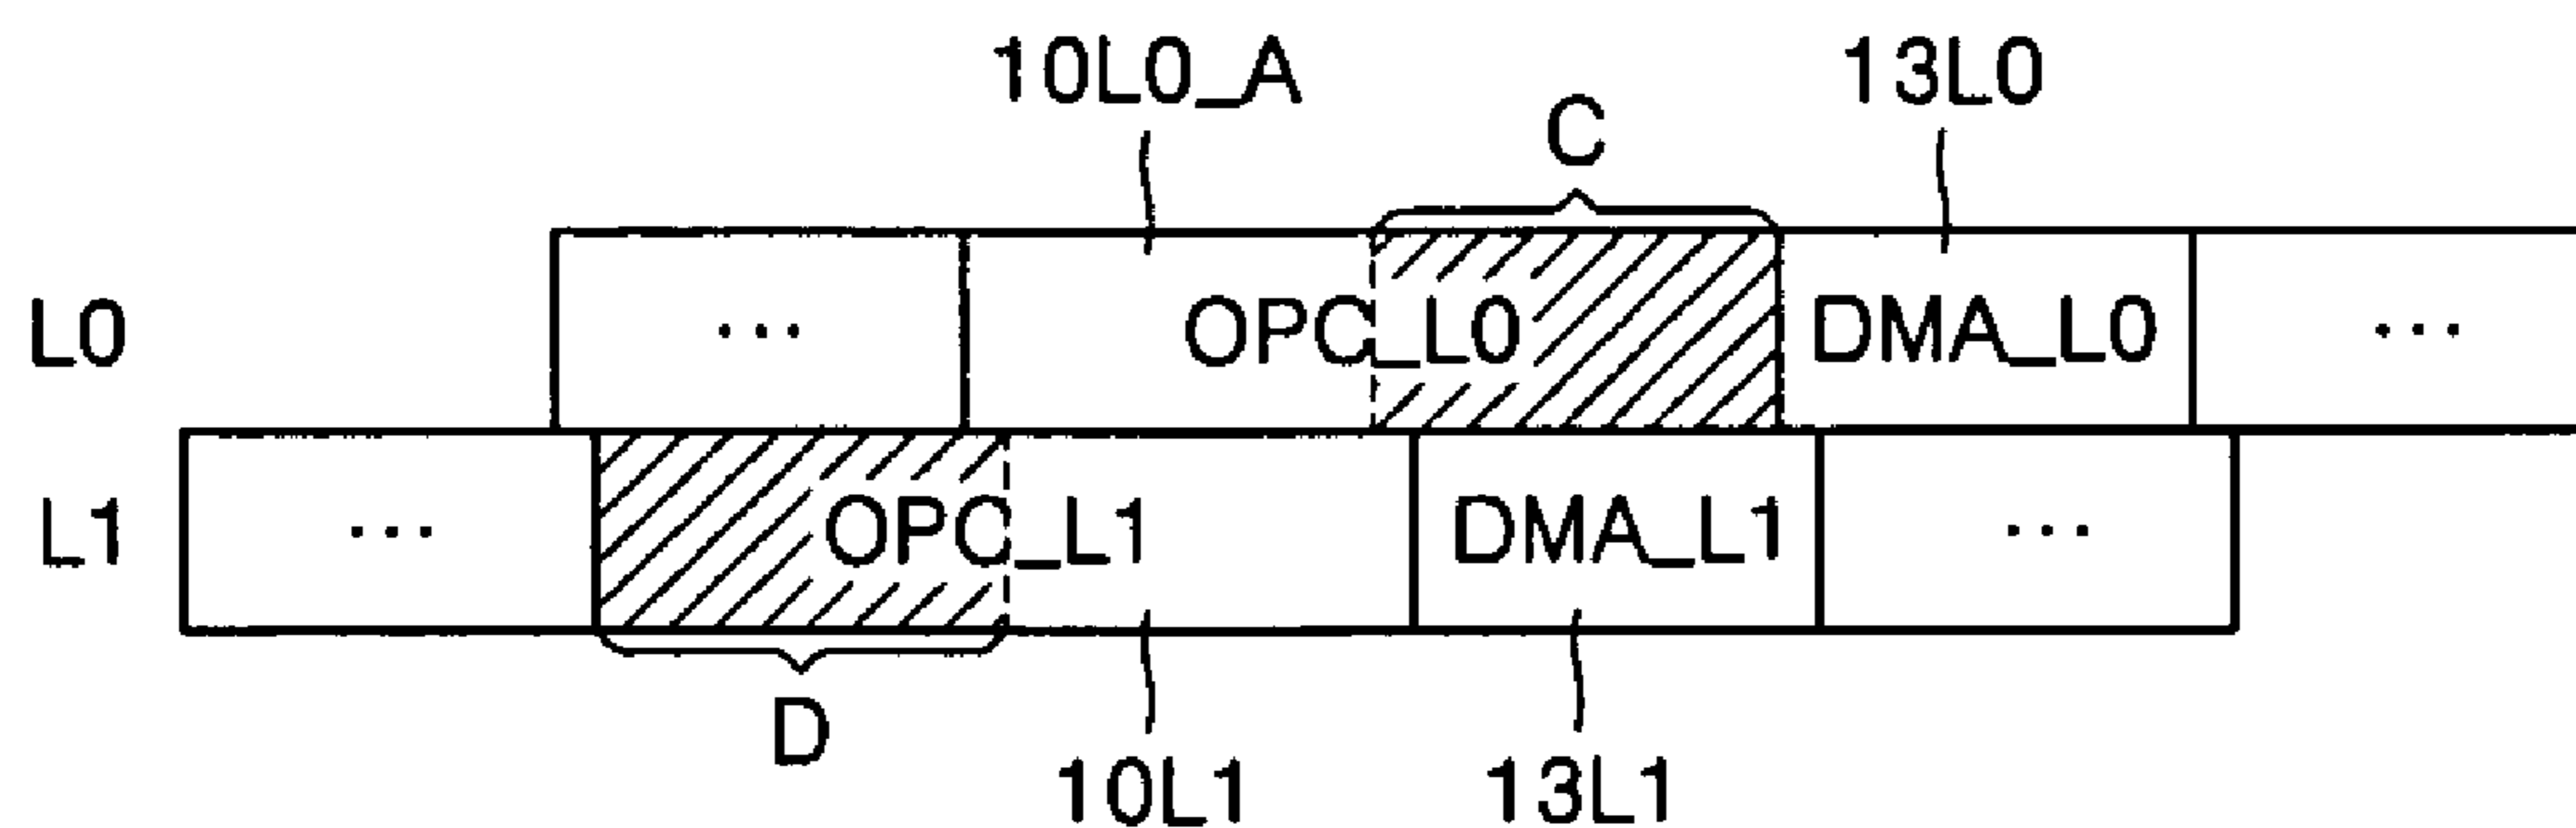 10L0_A
C
13L0
L0
...
OPC_L0
DMA_L0
...
L1
...
OPC_L1
DMA_L1
...
D
10L1
13L1